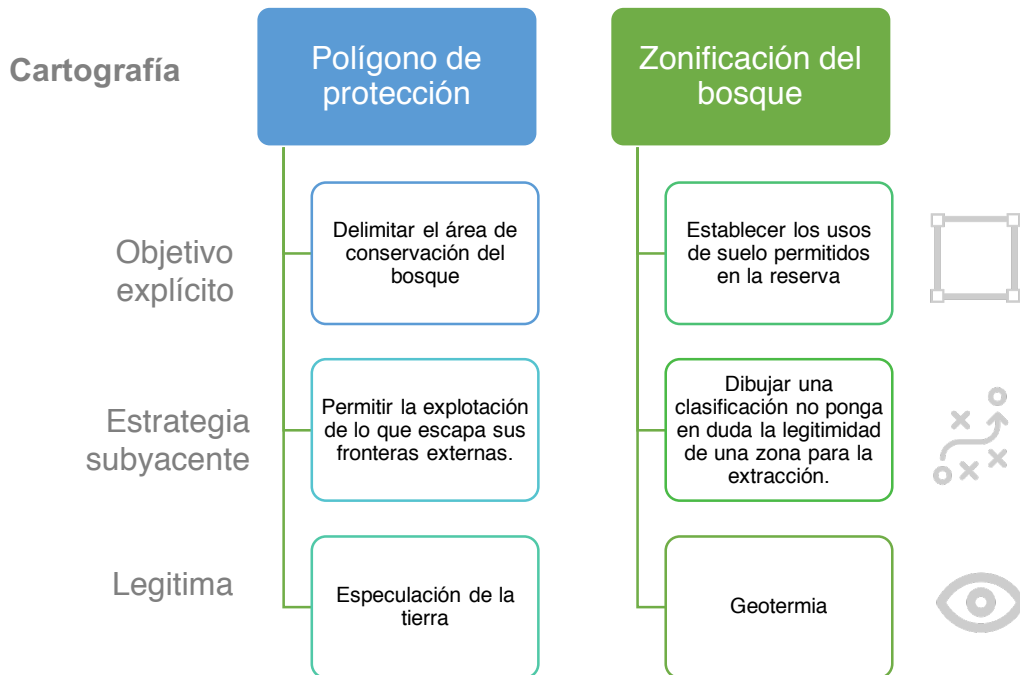 Cartografía
Polígono de
protección
Zonificación del
bosque
Objetivo
explícito
Delimitar el área de
conservación del
bosque
Establecer los usos
de suelo permitidos
en la reserva
Estrategia
subyacente
Permitir la explotación
de lo que escapa sus
fronteras externas.
Dibujar una
clasificación no ponga
en duda la legitimidad
de una zona para la
extracción.
Legitima
Especulación de la
tierra
Geotermia